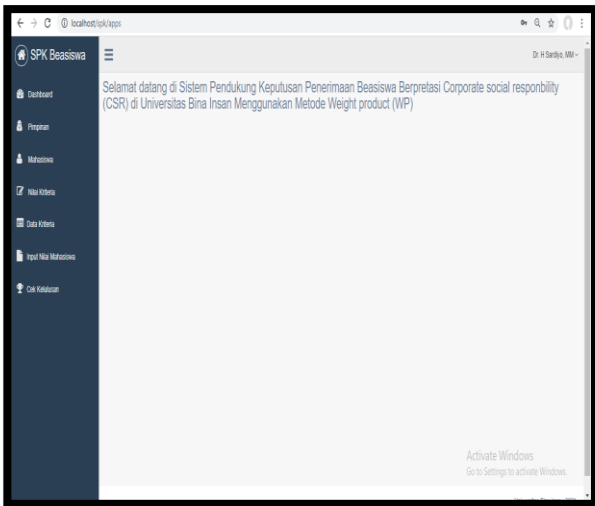 localhost/spk/apps
SPK Beasiswa
Dr. H Sardiyo, MM
Dashboard
Pimpinan
Mahasiswa
Nilai Kriteria
Data Kriteria
Input Nilai Mahasiswa
Cek Kelulusan
Selamat datang di Sistem Pendukung Keputusan Penerimaan Beasiswa Berpretasi Corporate social responbility
(CSR) di Universitas Bina Insan Menggunakan Metode Weight product (WP)
Activate Windows
Go to Settings to activate Windows.